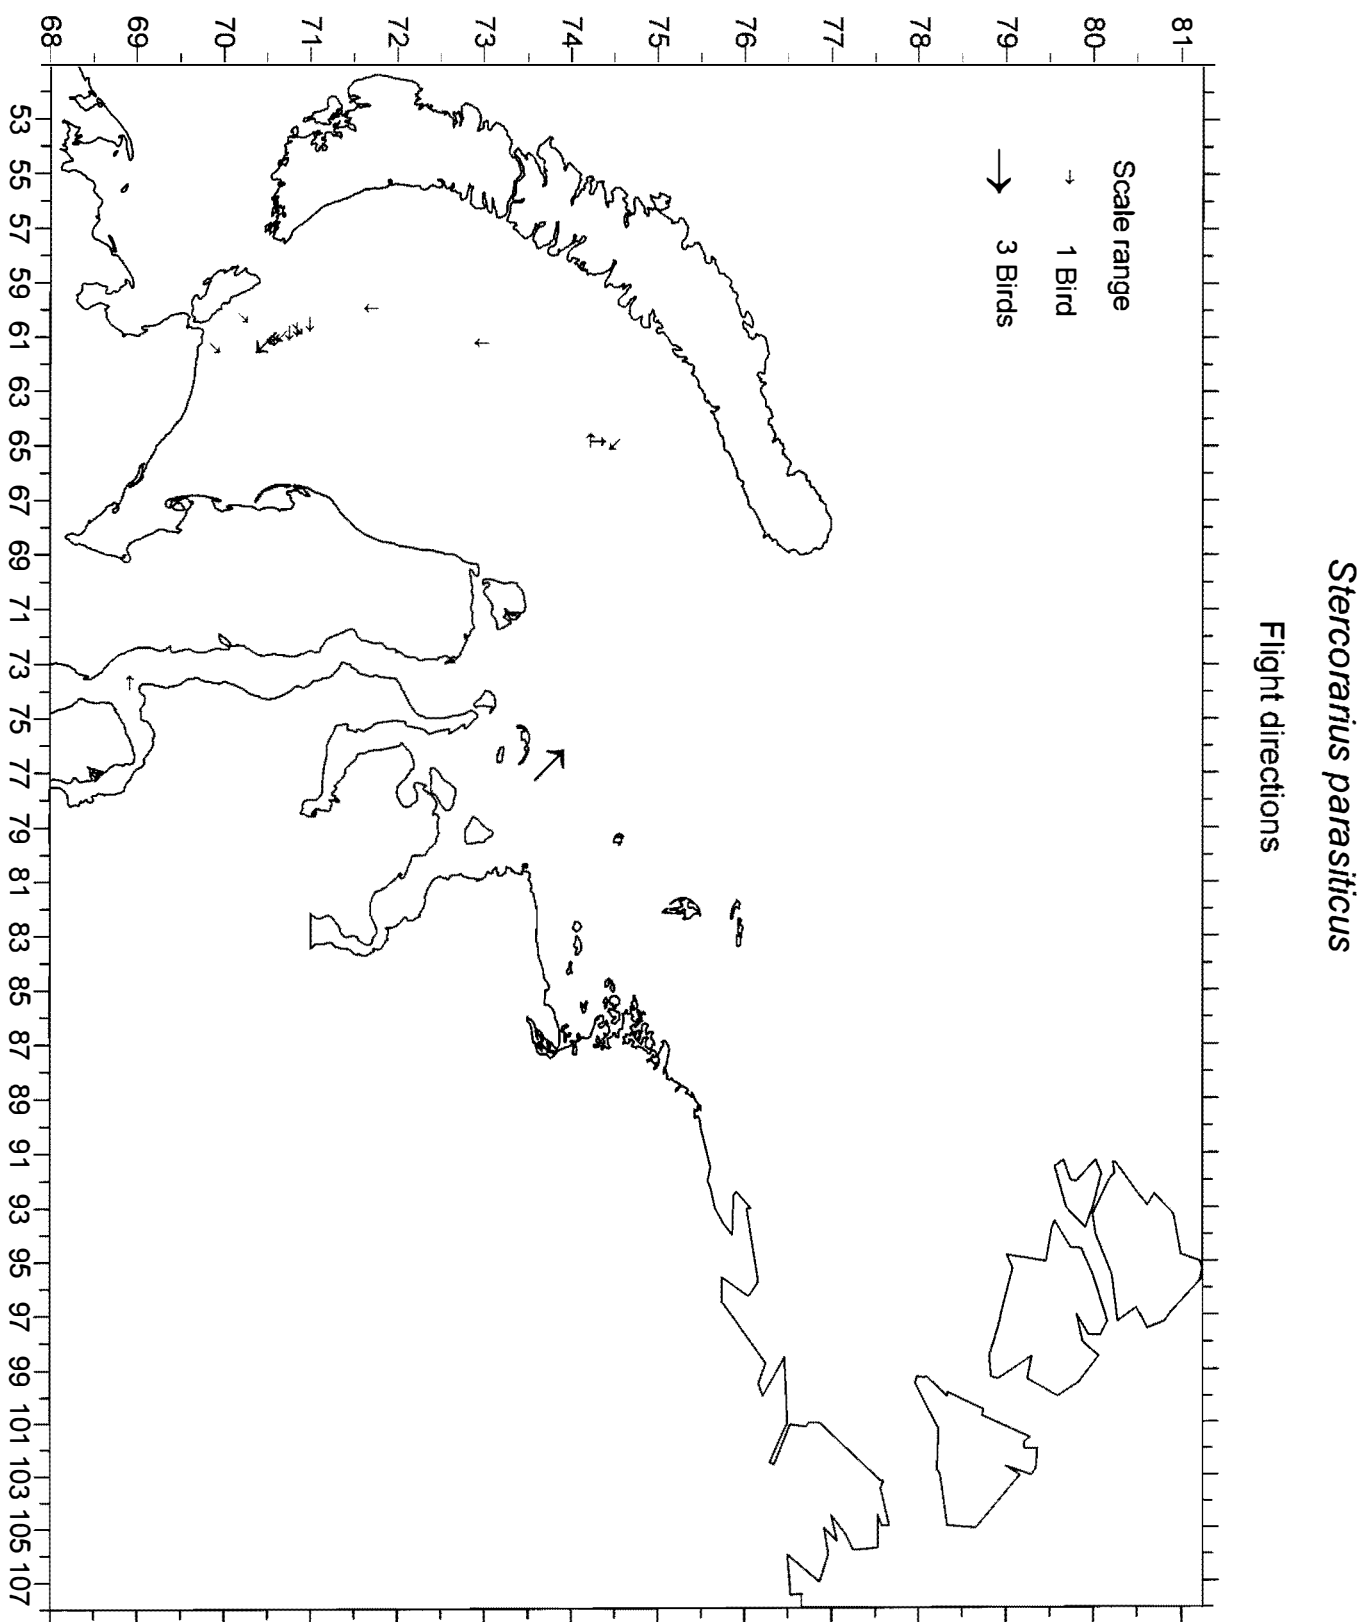 Stercorarius parasiticus
Flight directions
Scale range
1 Bird
3 Birds
81
80
79
78
77
76
75
74
73
72
71
70
69
68
53 55 57 59 61 63 65 67 69 71 73 75 77 79 81 83 85 87 89 91 93 95 97 99 101 103 105 107